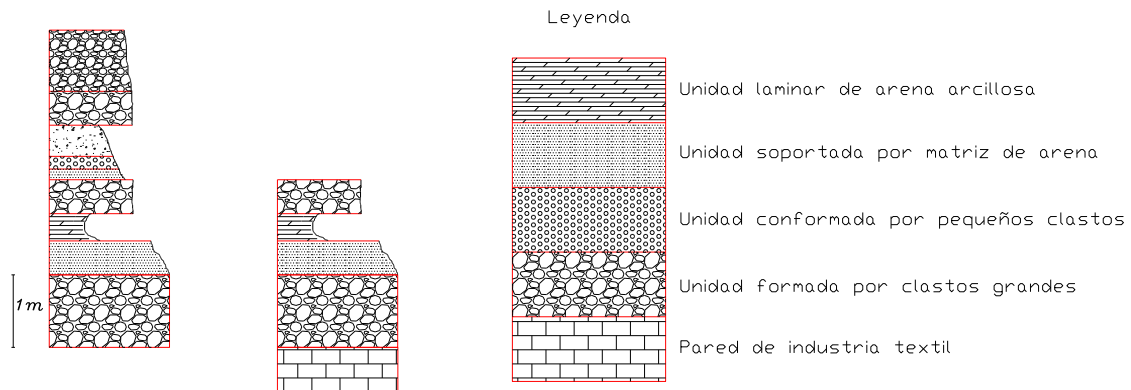 Leyenda
Unidad laminar de arena arcillosa
Unidad soportada por matriz de arena
Unidad conformada por pequeños clastos
1m
Unidad formada por clastos grandes
Pared de industria textil